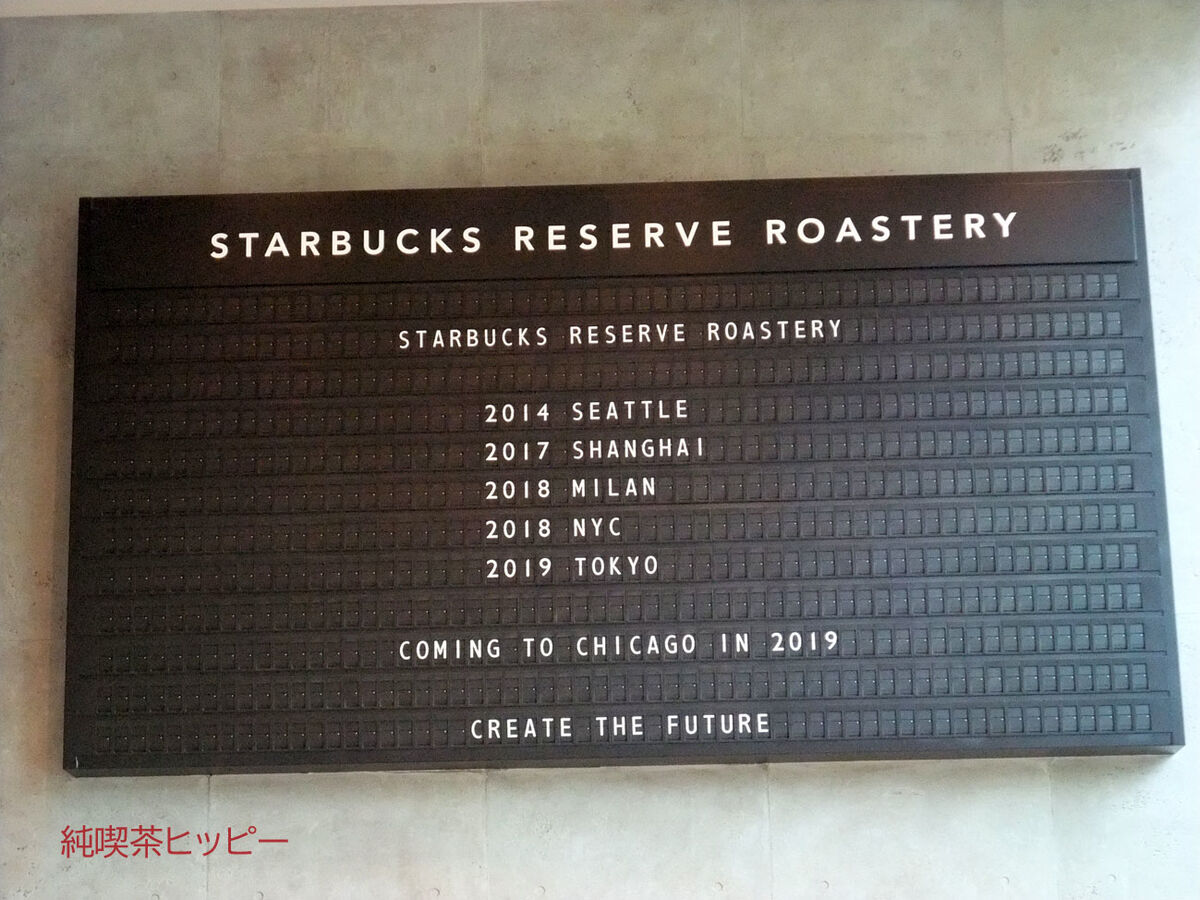 STARBUCKS RESERVE ROASTERY
STARBUCKS RESERVE ROASTERY
2014 SEATTLE
2017 SHANGHAI
2018 MILAN
2018 NYC
2019 TOKYO
COMING TO CHICAGO IN 2019
CREATE THE FUTURE
純喫茶ヒッピー